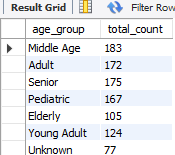 Result Grid Filter Row
age_group total_count
Middle Age 183
Adult 172
Senior 175
Pediatric 167
Elderly 105
Young Adult 124
Unknown 77